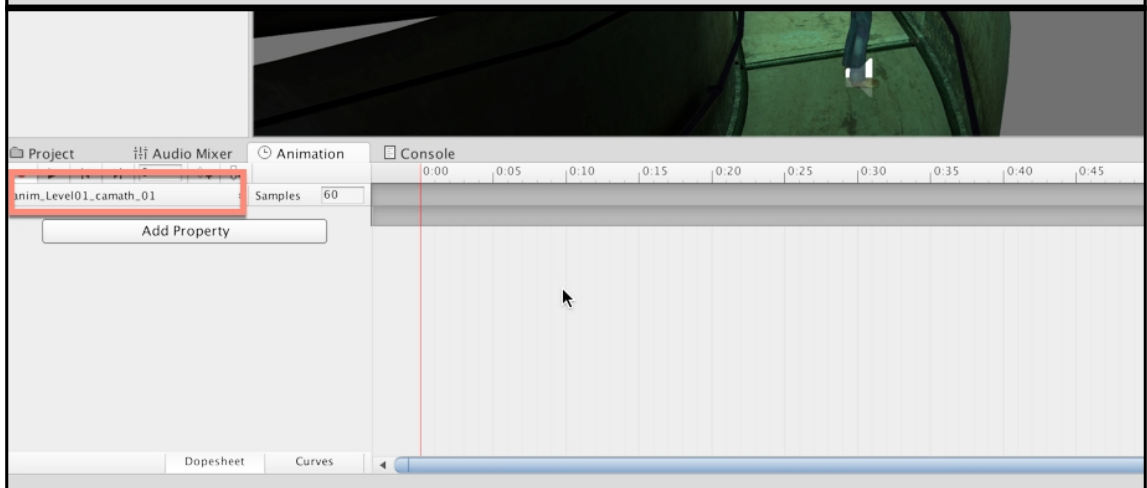 Project Audio Mixer Animation Console
0:00 0:05 0:10 0:15 0:20 0:25 0:30 0:35 0:40 0:45
anim_Level01_camath_01 Samples 60
Add Property
Dopesheet Curves